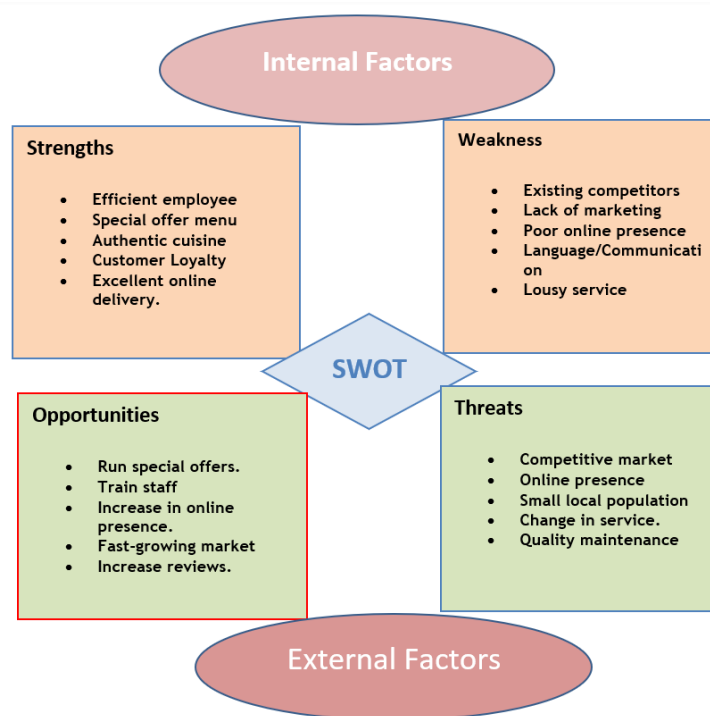 Internal Factors
Strengths
• Efficient employee
• Special offer menu
• Authentic cuisine
• Customer Loyalty
• Excellent online
delivery.
Weakness
• Existing competitors
• Lack of marketing
• Poor online presence
• Language/Communicati
on
• Lousy service
SWOT
Opportunities
• Run special offers.
• Train staff
• Increase in online
presence.
• Fast-growing market
• Increase reviews.
Threats
• Competitive market
• Online presence
• Small local population
• Change in service.
• Quality maintenance
External Factors